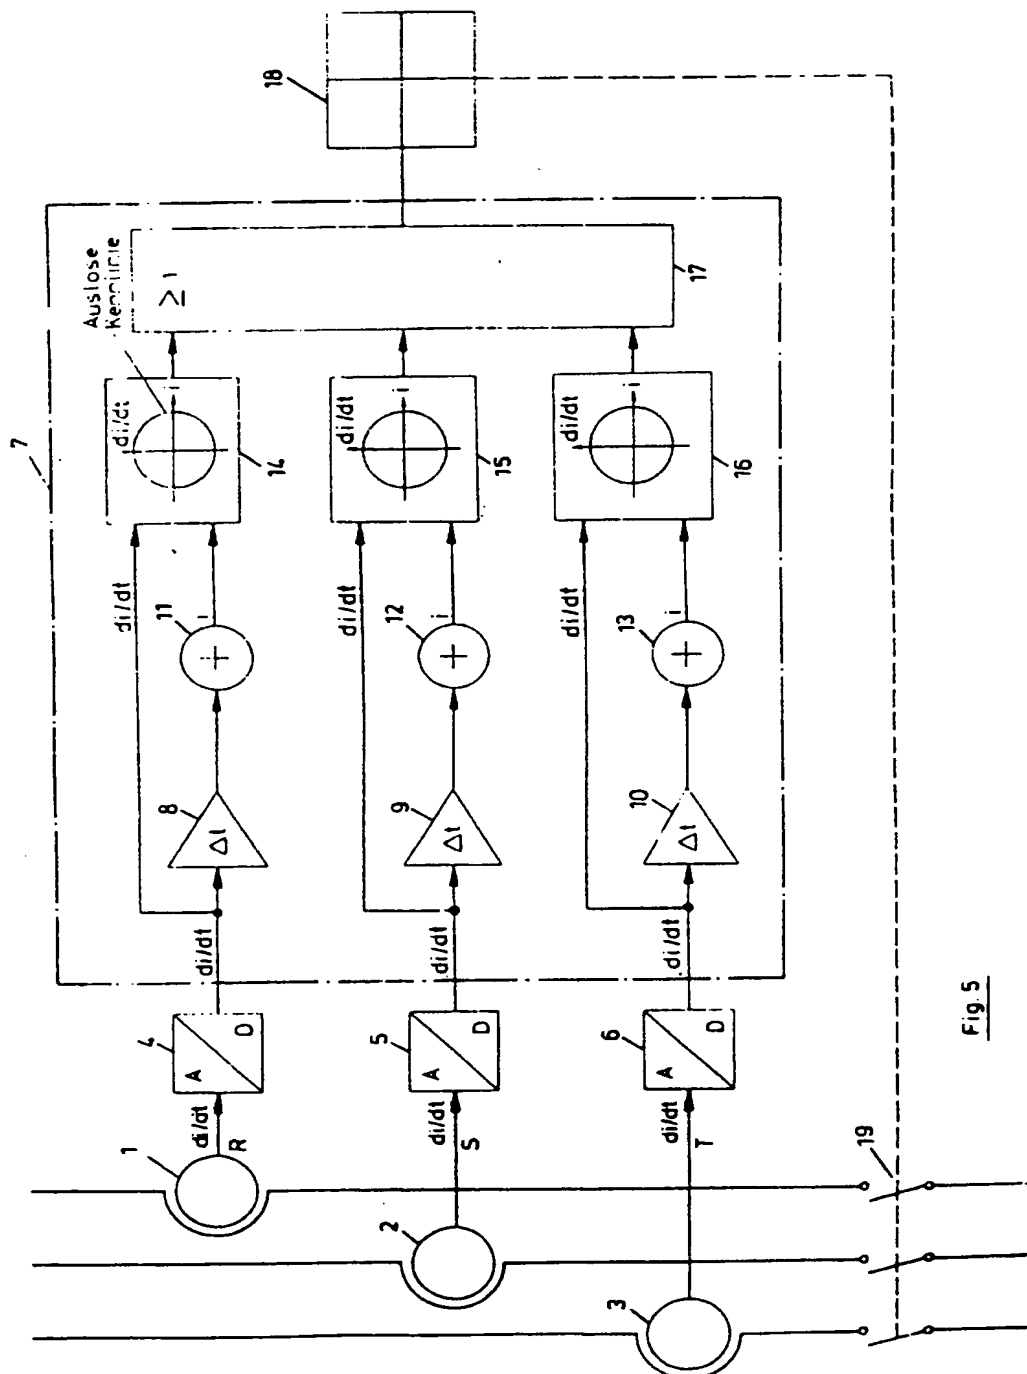 7
Auslose
18
di/dt
di/dt
di/dt
i
i
i
≥1
14
15
16
17
di/dt
di/dt
di/dt
11
12
13
i
i
i
+
+
+
8
9
10
Δt
Δt
Δt
di/dt
di/dt
di/dt
4
5
6
A
D
A
D
A
D
di/dt
di/dt
di/dt
R
S
T
1
2
3
19
Fig. 5